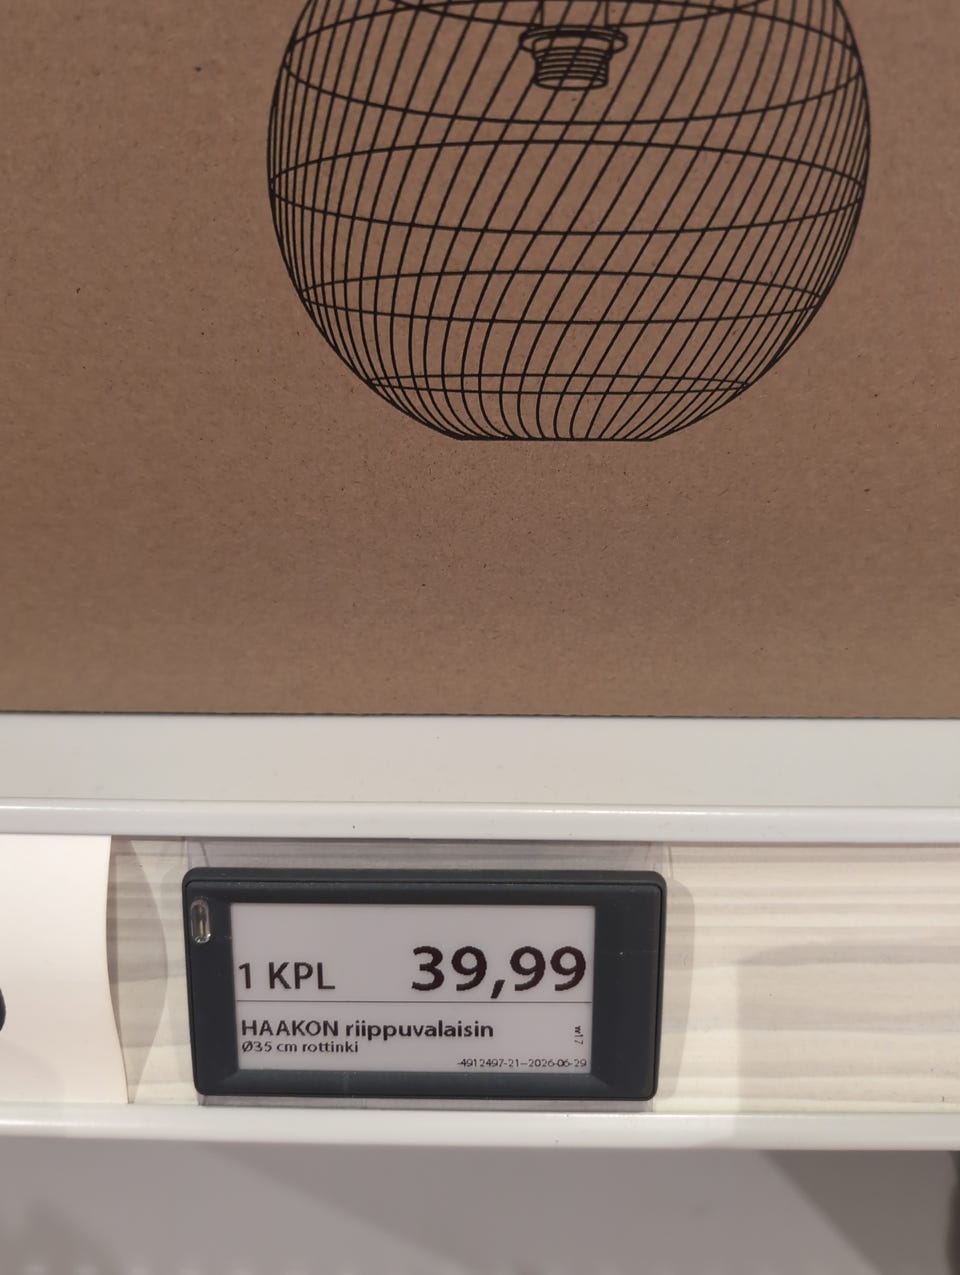 1 KPL 39,99
HAAKON riippuvalaisin
Ø35 cm rottinki
w17
-4912497-21--2026-06-29